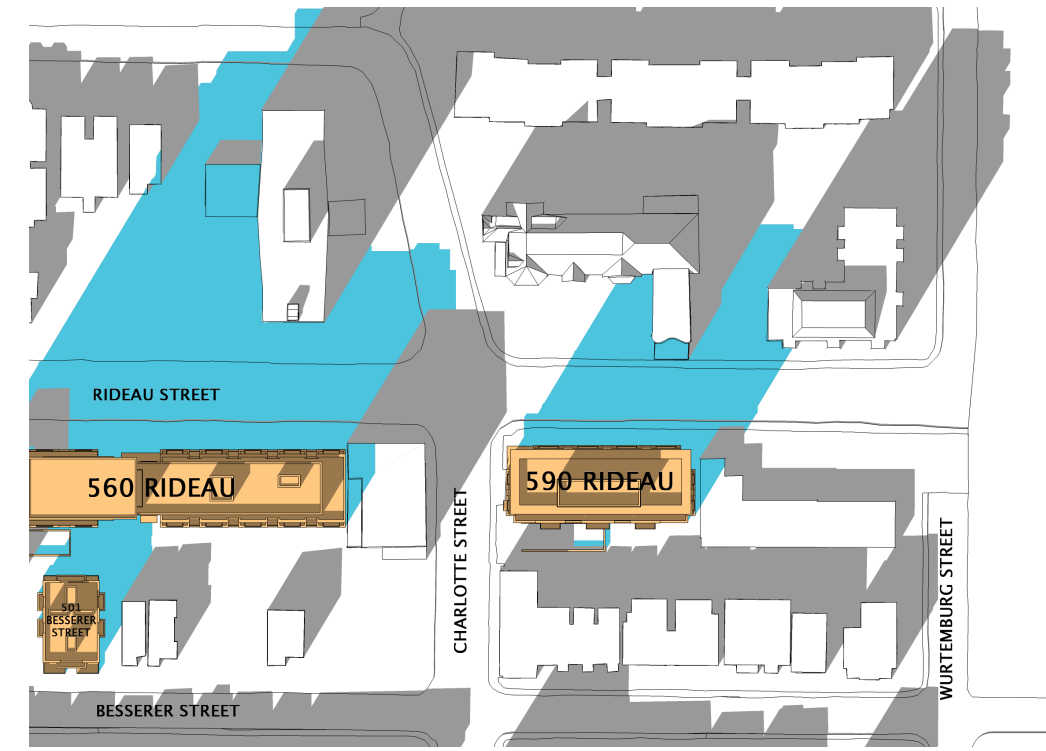 RIDEAU STREET
560 RIDEAU
590 RIDEAU
CHARLOTTE STREET
WURTEMBURG STREET
501
BESSERER
STREET
BESSERER STREET